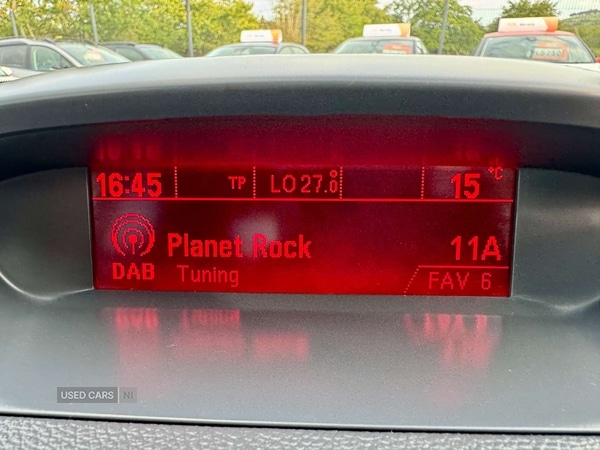 16:45 TP LO 27.0° 15 °C
Planet Rock 11A
DAB Tuning FAV 6
USED CARS NI